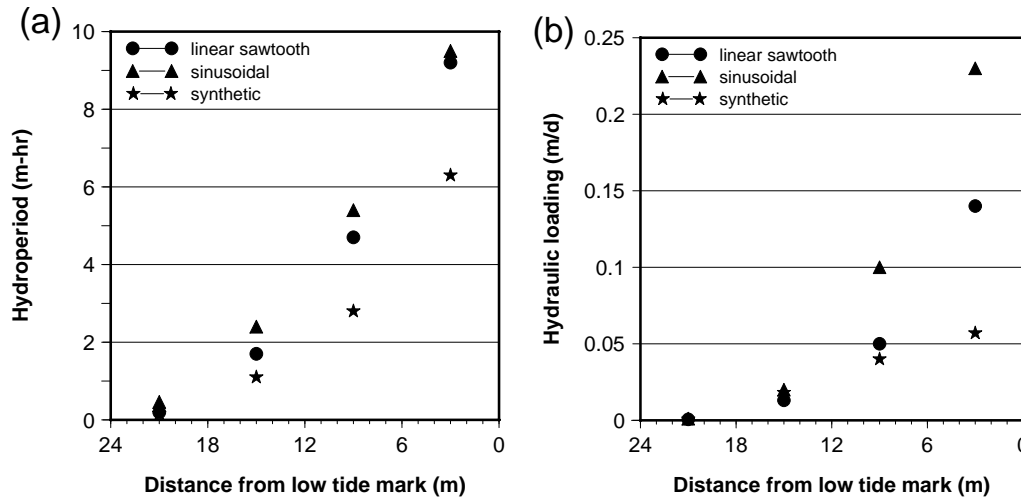 (a)
10
8
6
4
2
0
Hydroperiod (m-hr)
linear sawtooth
sinusoidal
synthetic
24 18 12 6 0
Distance from low tide mark (m)
(b)
0.25
0.2
0.15
0.1
0.05
0
Hydraulic loading (m/d)
linear sawtooth
sinusoidal
synthetic
24 18 12 6 0
Distance from low tide mark (m)